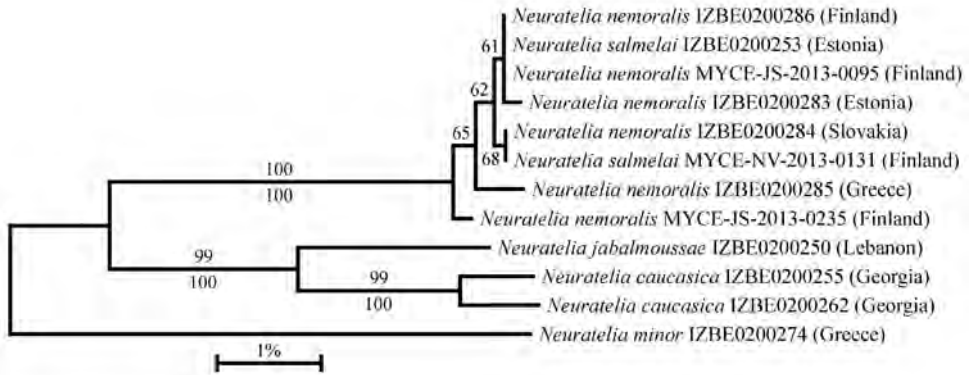 Neuratelia nemoralis IZBE0200286 (Finland)
61
Neuratelia salmelai IZBE0200253 (Estonia)
Neuratelia nemoralis MYCE-JS-2013-0095 (Finland)
62
Neuratelia nemoralis IZBE0200283 (Estonia)
65
Neuratelia nemoralis IZBE0200284 (Slovakia)
68
Neuratelia salmelai MYCE-NV-2013-0131 (Finland)
100
100
Neuratelia nemoralis IZBE0200285 (Greece)
Neuratelia nemoralis MYCE-JS-2013-0235 (Finland)
99
100
Neuratelia jabalmoussae IZBE0200250 (Lebanon)
99
100
Neuratelia caucasica IZBE0200255 (Georgia)
Neuratelia caucasica IZBE0200262 (Georgia)
Neuratelia minor IZBE0200274 (Greece)
1%